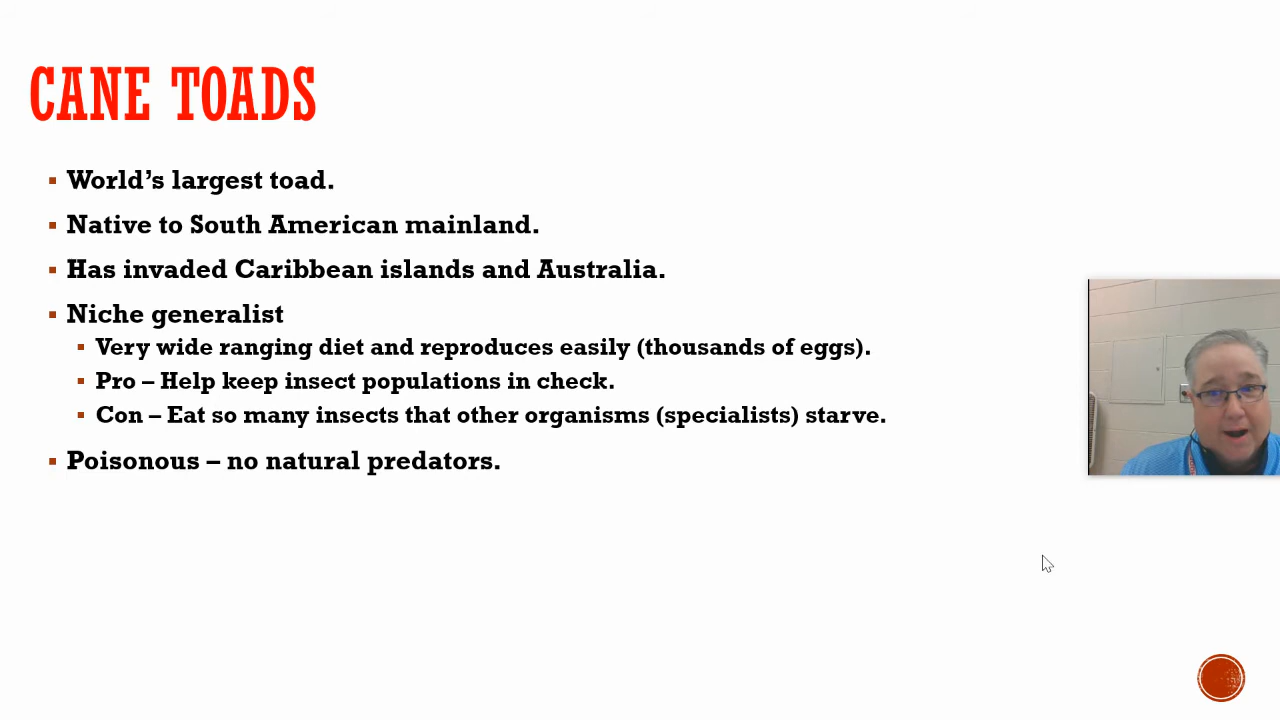 CANE TOADS
World's largest toad.
Native to South American mainland.
Has invaded Caribbean islands and Australia.
Niche generalist
Very wide ranging diet and reproduces easily (thousands of eggs).
Pro – Help keep insect populations in check.
Con – Eat so many insects that other organisms (specialists) starve.
Poisonous – no natural predators.